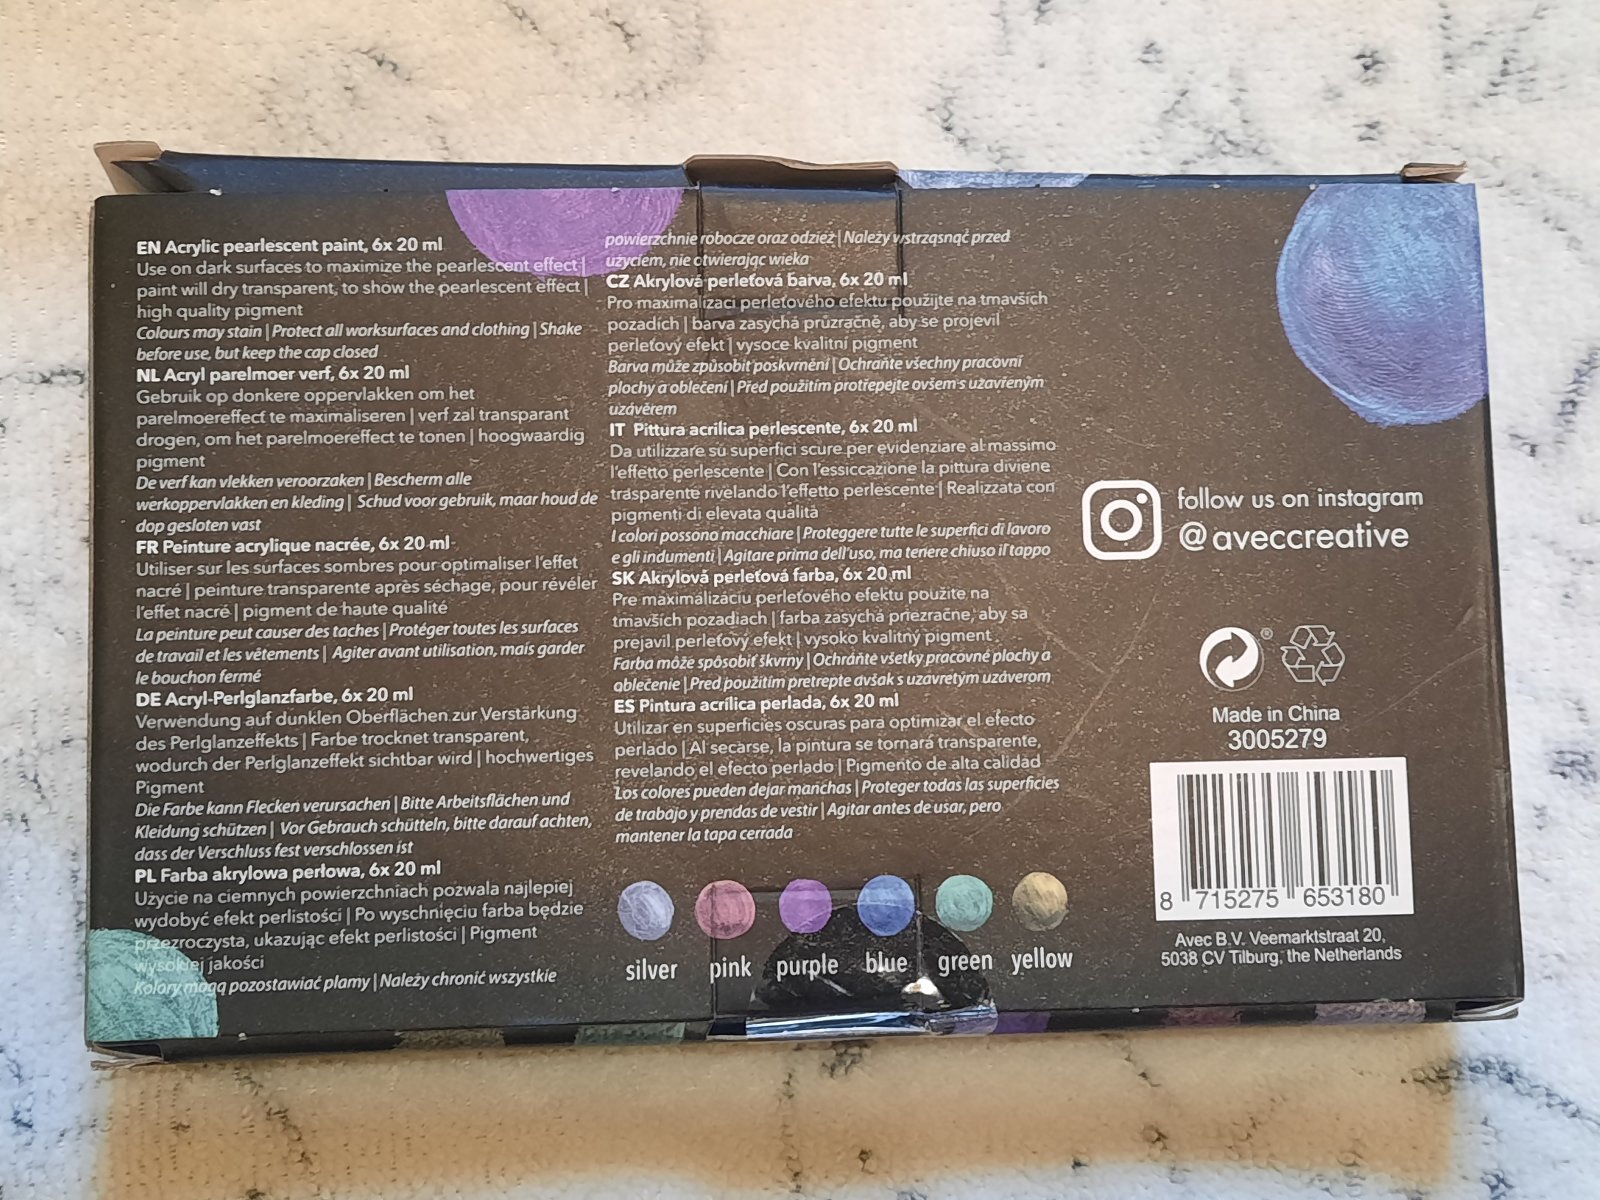 EN Acrylic pearlescent paint, 6x 20 ml
Use on dark surfaces to maximize the pearlescent effect |
paint will dry transparent, to show the pearlescent effect |
high quality pigment
Colours may stain | Protect all worksurfaces and clothing | Shake
before use, but keep the cap closed
NL Acryl parelmoer verf, 6x 20 ml
Gebruik op donkere oppervlakken om het
parelmoereffect te maximaliseren | verf zal transparant
drogen, om het parelmoereffect te tonen | hoogwaardig
pigment
De verf kan vlekken veroorzaken | Bescherm alle
werkoppervlakken en kleding | Schud voor gebruik, maar houd de
dop gesloten vast
FR Peinture acrylique nacrée, 6x 20 ml
Utiliser sur les surfaces sombres pour optimaliser l'effet
nacré | peinture transparente après séchage, pour révéler
l'effet nacré | pigment de haute qualité
La peinture peut causer des taches | Protéger toutes les surfaces
de travail et les vêtements | Agiter avant utilisation, mais garder
le bouchon fermé
DE Acryl-Perlglanzfarbe, 6x 20 ml
Verwendung auf dunklen Oberflächen zur Verstärkung
des Perlglanzeffekts | Farbe trocknet transparent,
wodurch der Perlglanzeffekt sichtbar wird | hochwertiges
Pigment
Die Farbe kann Flecken verursachen | Bitte Arbeitsflächen und
Kleidung schützen | Vor Gebrauch schütteln, bitte darauf achten,
dass der Verschluss fest verschlossen ist
PL Farba akrylowa perłowa, 6x 20 ml
Użycie na ciemnych powierzchniach pozwala najlepiej
wydobyć efekt perlistości | Po wyschnięciu farba będzie
przezroczysta, ukazując efekt perlistości | Pigment
wysokiej jakości
Kolory mogą pozostawiać plamy | Należy chronić wszystkie
powierzchnie robocze oraz odzież | Należy wstrząsnąć przed
użyciem, nie otwierając wieka
CZ Akrylová perleťová barva, 6x 20 ml
Pro maximalizaci perleťového efektu použijte na tmavších
pozadích | barva zasychá průzračně, aby se projevil
perleťový efekt | vysoce kvalitní pigment
Barva může způsobit poskvrnění | Ochraňte všechny pracovní
plochy a oblečení | Před použitím protřepejte ovšem s uzavřeným
uzávěrem
IT Pittura acrilica perlescente, 6x 20 ml
Da utilizzare su superfici scure per evidenziare al massimo
l'effetto perlescente | Con l'essiccazione la pittura diviene
trasparente rivelando l'effetto perlescente | Realizzata con
pigmenti di elevata qualità
I colori possono macchiare | Proteggere tutte le superfici di lavoro
e gli indumenti | Agitare prima dell'uso, ma tenere chiuso il tappo
SK Akrylová perleťová farba, 6x 20 ml
Pre maximalizáciu perleťového efektu použite na
tmavších pozadiach | farba zasychá priezračne, aby sa
prejavil perleťový efekt | vysoko kvalitný pigment
Farba môže spôsobiť škvrny | Ochráňte všetky pracovné plochy a
oblečenie | Pred použitím pretrepte avšak s uzavretým uzáverom
ES Pintura acrílica perlada, 6x 20 ml
Utilizar en superficies oscuras para optimizar el efecto
perlado | Al secarse, la pintura se tornará transparente,
revelando el efecto perlado | Pigmento de alta calidad
Los colores pueden dejar manchas | Proteger todas las superficies
de trabajo y prendas de vestir | Agitar antes de usar, pero
mantener la tapa cerrada
silver pink purple blue green yellow
follow us on instagram
@aveccreative
®
Made in China
3005279
8 715275 653180
Avec B.V. Veemarktstraat 20,
5038 CV Tilburg, the Netherlands